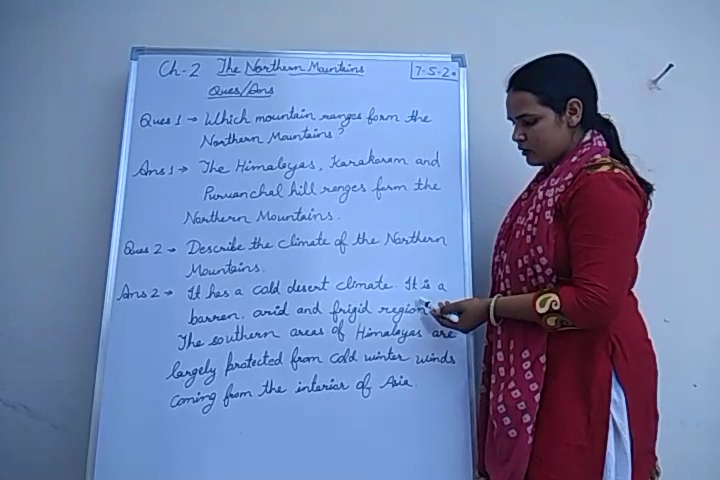 Ch-2 The Northern Mountains 7-5-20
Ques/Ans
Ques 1 → Which mountain ranges form the
Northern Mountains?
Ans 1 → The Himalayas, Karakoram and
Purvanchal hill ranges form the
Northern Mountains.
Ques 2 → Describe the climate of the Northern
Mountains.
Ans 2 → It has a cold desert climate. It is a
barren, arid and frigid region
The southern areas of Himalayas are
largely protected from cold winter winds
coming from the interior of Asia.